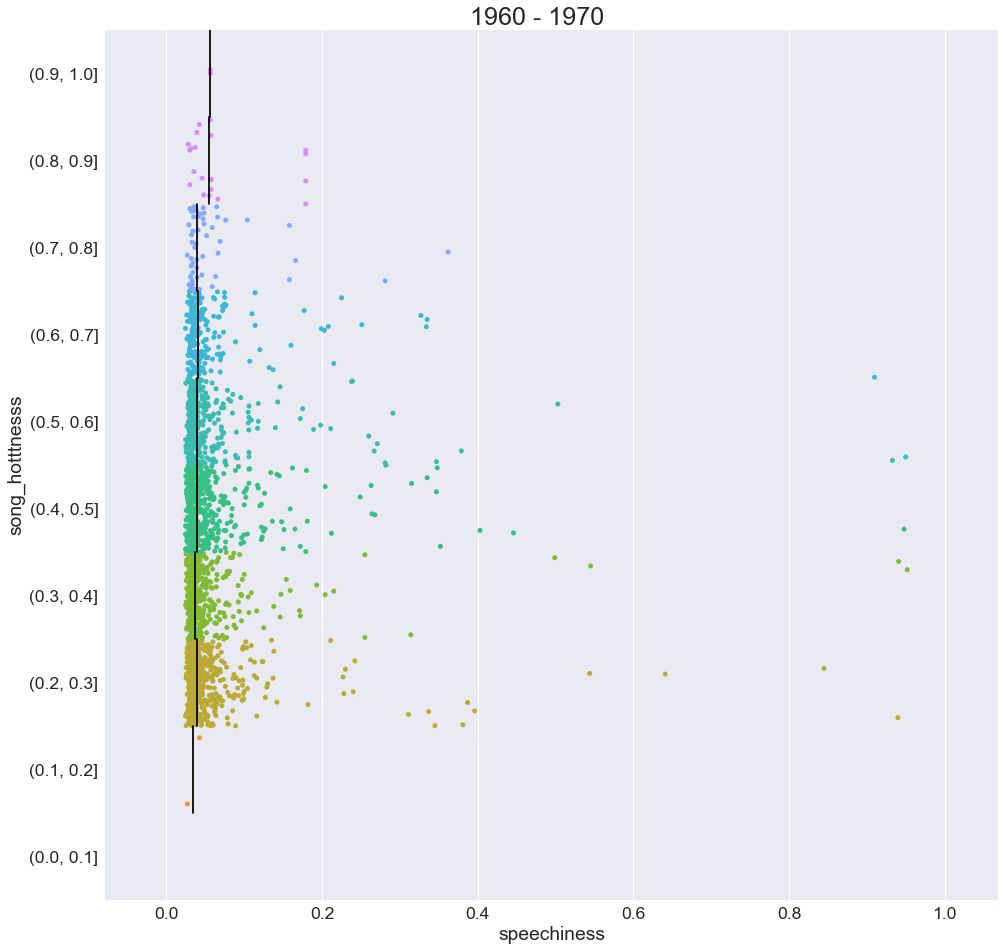 1960 - 1970
(0.9, 1.0]
(0.8, 0.9]
(0.7, 0.8]
(0.6, 0.7]
(0.5, 0.6]
(0.4, 0.5]
(0.3, 0.4]
(0.2, 0.3]
(0.1, 0.2]
(0.0, 0.1]
song_hotttnesss
0.0 0.2 0.4 0.6 0.8 1.0
speechiness